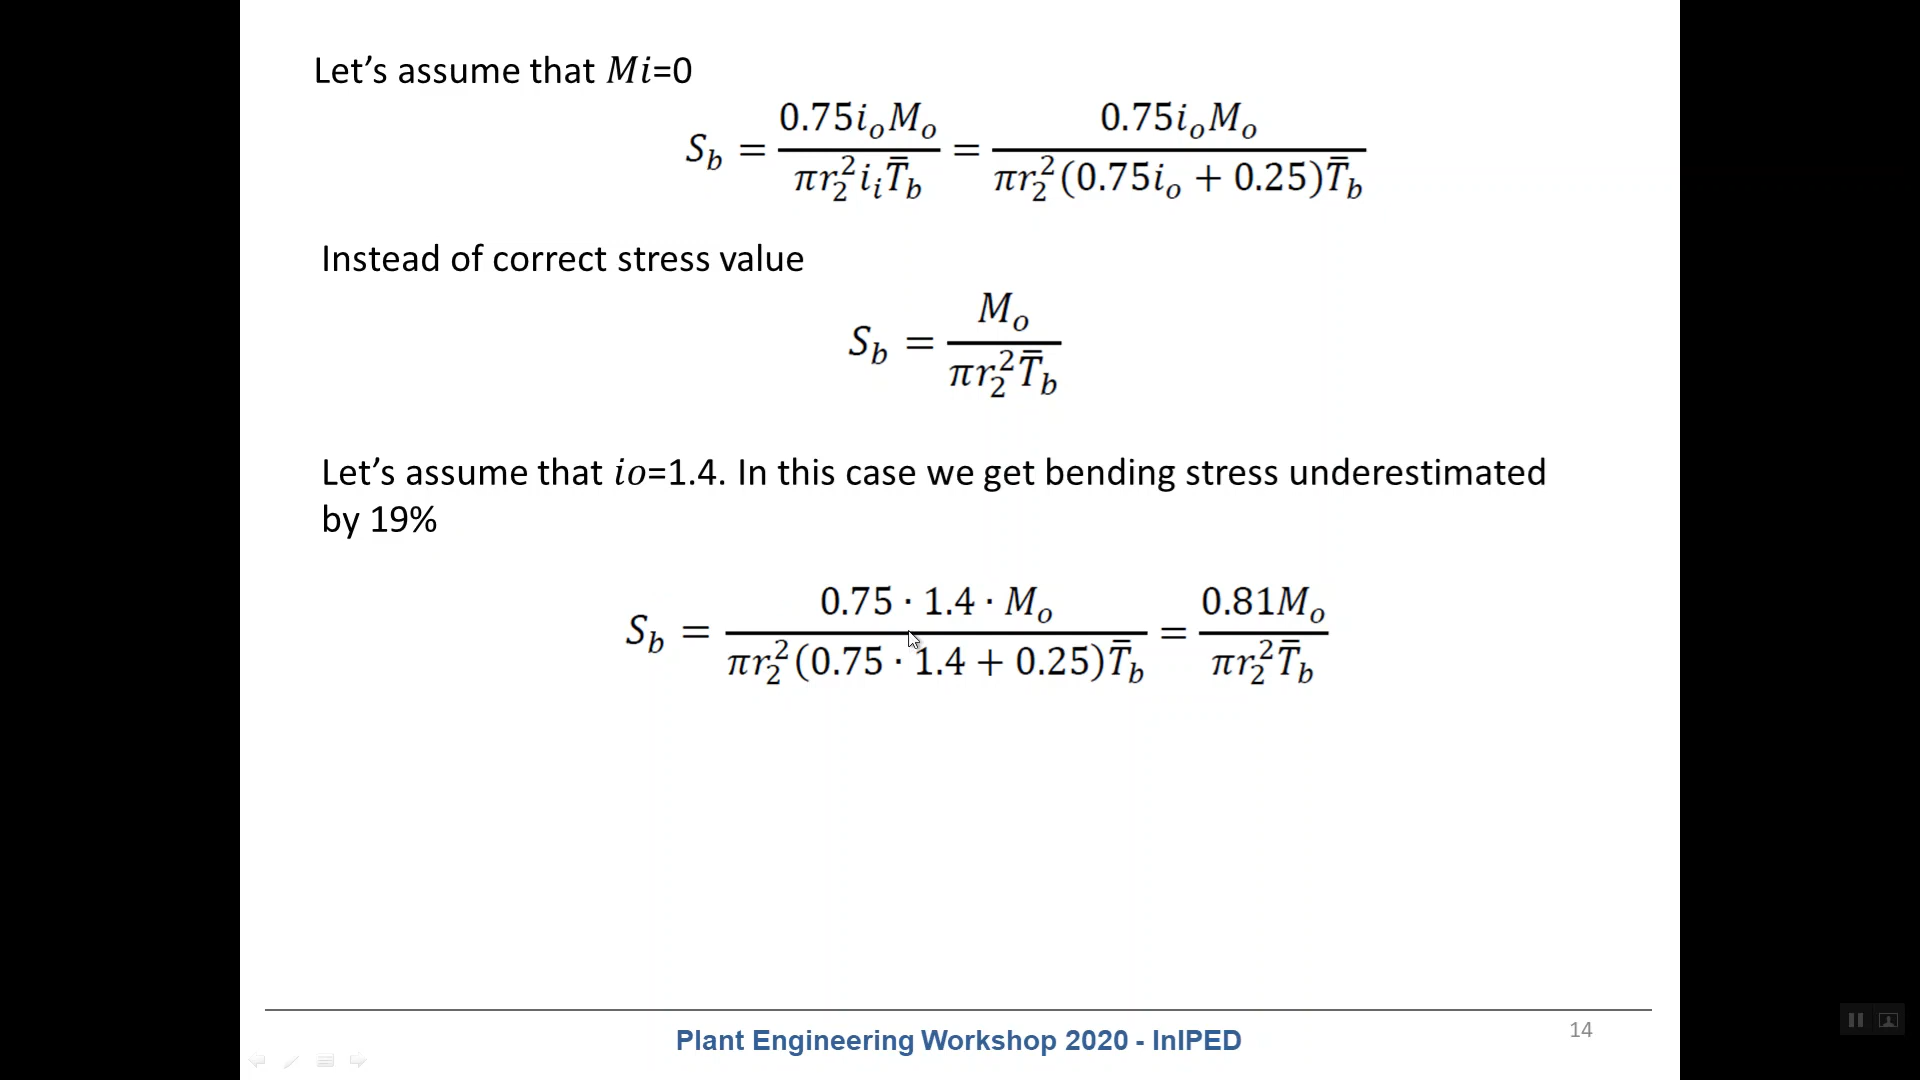 Let's assume that Mi=0
S_b = 0.75i_oM_o / πr_2^2 i_i T̄_b = 0.75i_oM_o / πr_2^2(0.75i_o + 0.25)T̄_b
Instead of correct stress value
S_b = M_o / πr_2^2 T̄_b
Let's assume that io=1.4. In this case we get bending stress underestimated
by 19%
S_b = 0.75 · 1.4 · M_o / πr_2^2(0.75 · 1.4 + 0.25)T̄_b = 0.81M_o / πr_2^2 T̄_b
Plant Engineering Workshop 2020 - InIPED
14